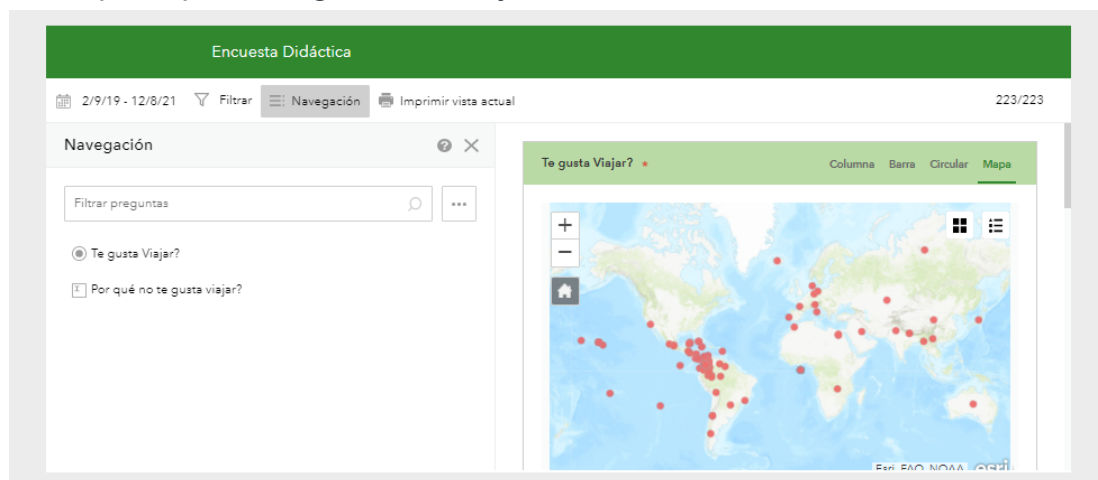 Encuesta Didáctica
2/9/19 - 12/8/21 Filtrar Navegación Imprimir vista actual 223/223
Navegación
Filtrar preguntas
Te gusta Viajar?
Por qué no te gusta viajar?
Te gusta Viajar? * Columna Barra Circular Mapa
Esri, FAO, NOAA esri